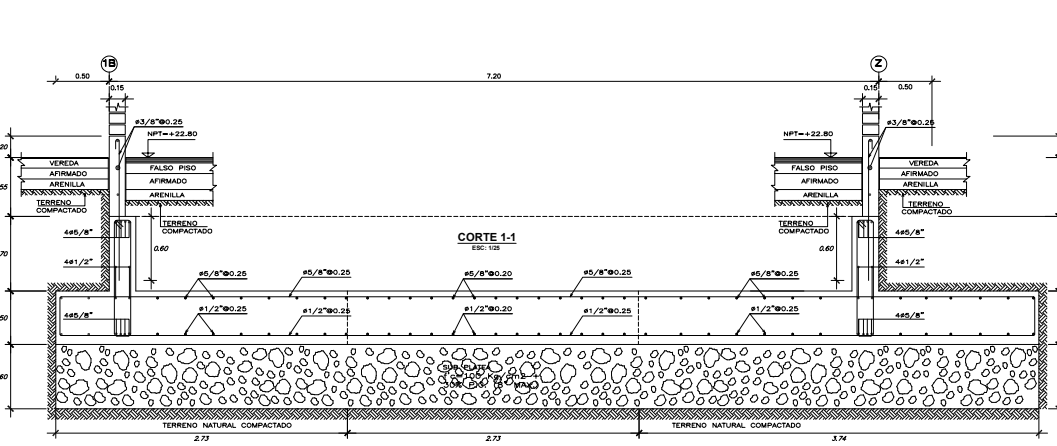 1B
Z
0.50
7.20
0.50
0.15
0.15
ø3/8"@0.25
ø3/8"@0.25
NPT=+22.80
NPT=+22.80
20
VEREDA
AFIRMADO
ARENILLA
FALSO PISO
AFIRMADO
ARENILLA
FALSO PISO
AFIRMADO
ARENILLA
VEREDA
AFIRMADO
ARENILLA
55
TERRENO
COMPACTADO
TERRENO
COMPACTADO
TERRENO
COMPACTADO
TERRENO
COMPACTADO
4ø5/8"
4ø5/8"
CORTE 1-1
ESC: 1/25
0.60
0.60
70
4ø1/2"
4ø1/2"
ø5/8"@0.25
ø5/8"@0.25
ø5/8"@0.20
ø5/8"@0.25
ø5/8"@0.25
50
4ø5/8"
ø1/2"@0.25
ø1/2"@0.25
ø1/2"@0.20
ø1/2"@0.25
ø1/2"@0.25
4ø5/8"
60
SUB PLATEA
TERRENO NATURAL COMPACTADO
TERRENO NATURAL COMPACTADO
2.73
2.73
3.74